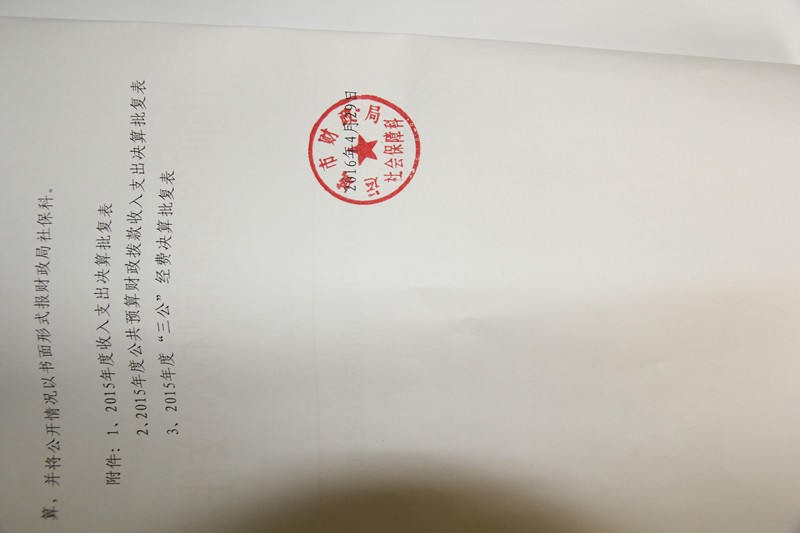 算，并将公开情况以书面形式报财政局社保科。
附件：1、2015年度收入支出决算批复表
2、2015年度公共预算财政拨款收入支出决算批复表
3、2015年度“三公”经费决算批复表
2016年4月29日
市财政局
社会保障科